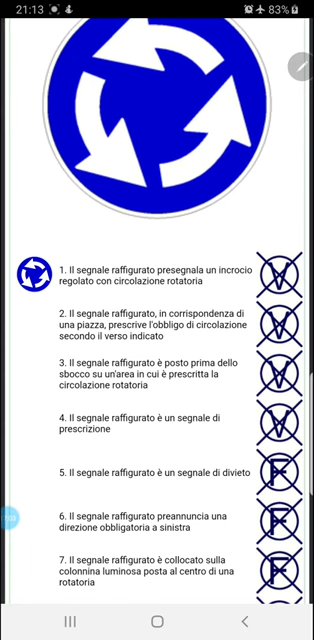 21:13
83%
1. Il segnale raffigurato presegnala un incrocio
regolato con circolazione rotatoria
V
2. Il segnale raffigurato, in corrispondenza di
una piazza, prescrive l'obbligo di circolazione
secondo il verso indicato
V
3. Il segnale raffigurato è posto prima dello
sbocco su un'area in cui è prescritta la
circolazione rotatoria
V
4. Il segnale raffigurato è un segnale di
prescrizione
V
5. Il segnale raffigurato è un segnale di divieto
F
6. Il segnale raffigurato preannuncia una
direzione obbligatoria a sinistra
F
7. Il segnale raffigurato è collocato sulla
colonnina luminosa posta al centro di una
rotatoria
F